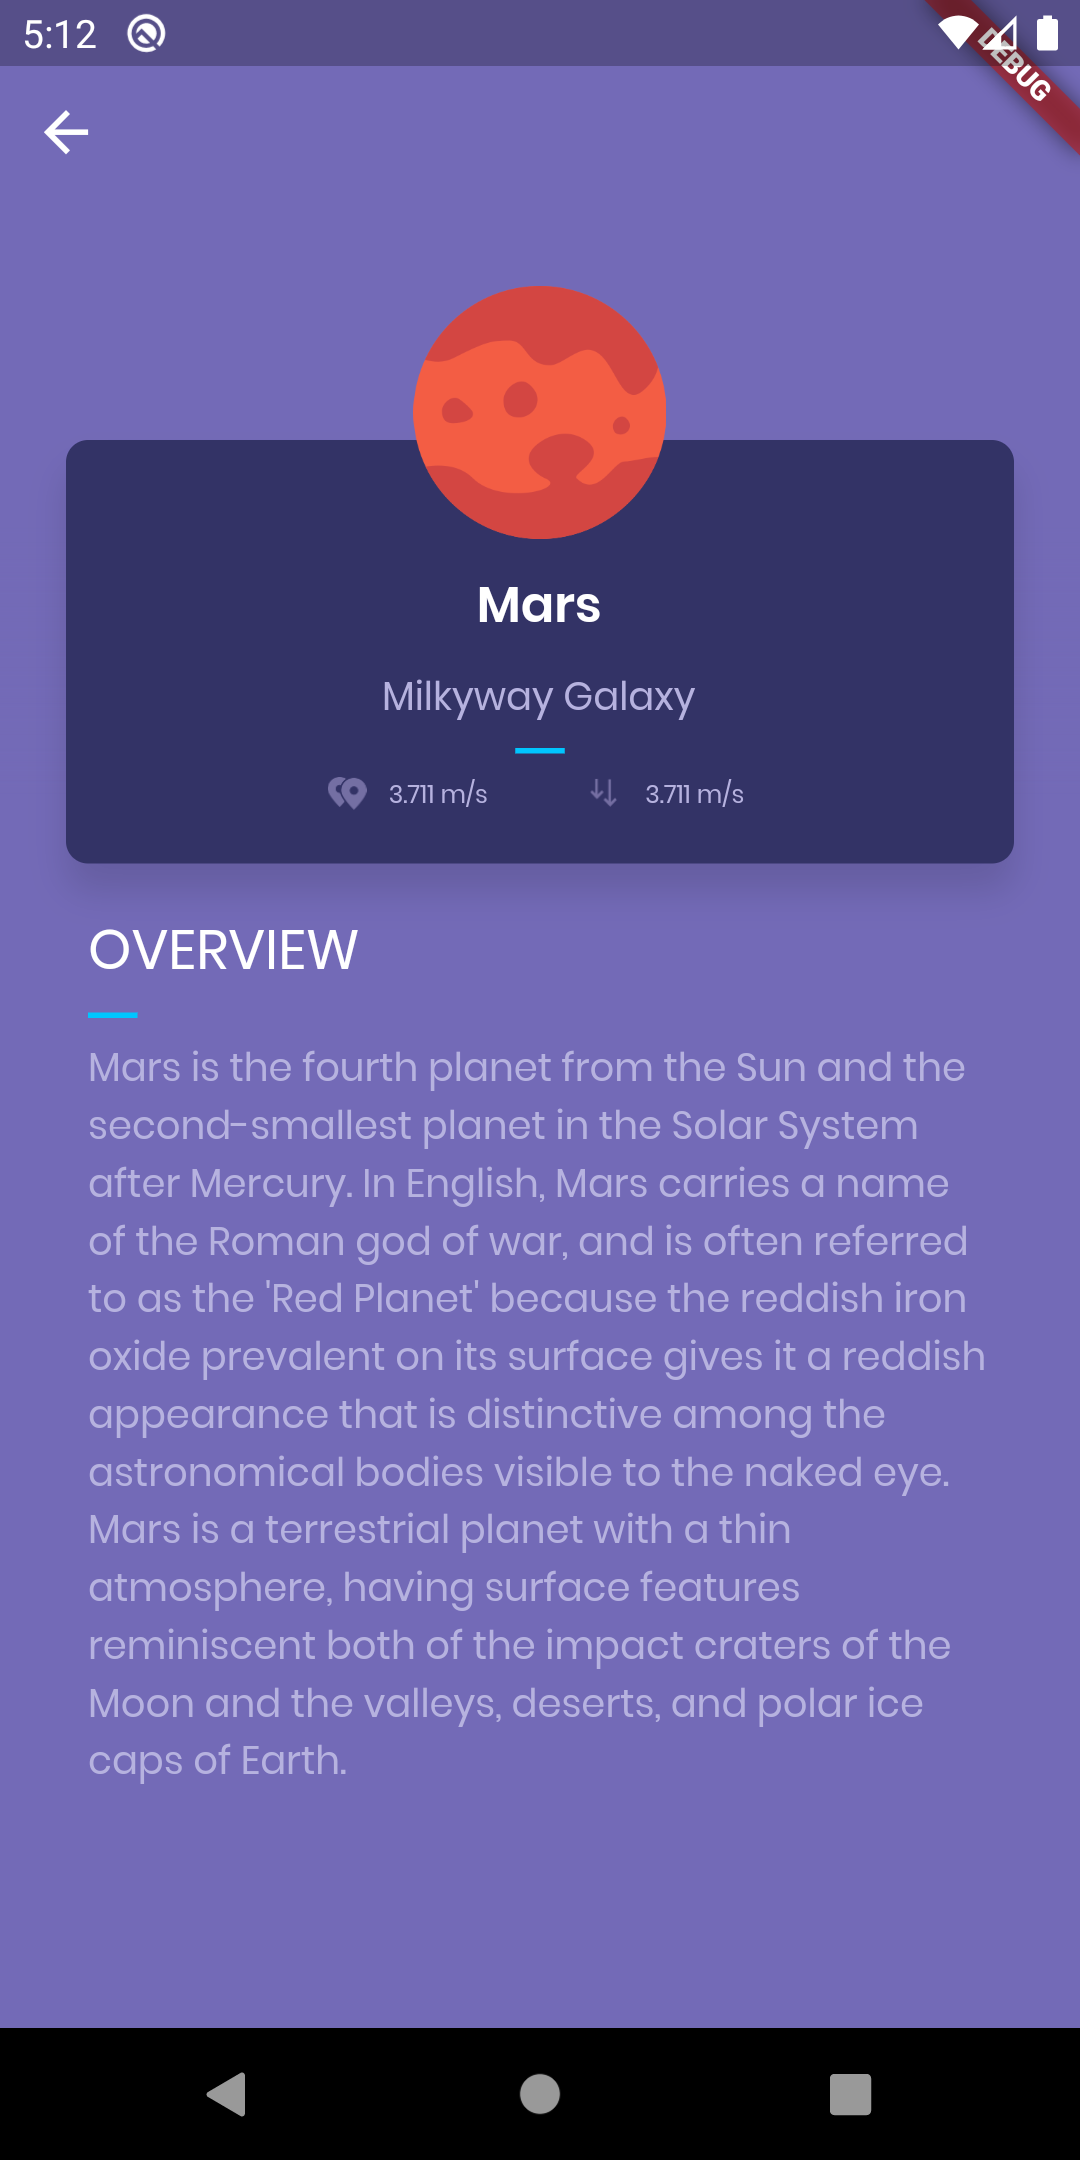 5:12
DEBUG
Mars
Milkyway Galaxy
3.711 m/s 3.711 m/s
OVERVIEW
Mars is the fourth planet from the Sun and the
second-smallest planet in the Solar System
after Mercury. In English, Mars carries a name
of the Roman god of war, and is often referred
to as the 'Red Planet' because the reddish iron
oxide prevalent on its surface gives it a reddish
appearance that is distinctive among the
astronomical bodies visible to the naked eye.
Mars is a terrestrial planet with a thin
atmosphere, having surface features
reminiscent both of the impact craters of the
Moon and the valleys, deserts, and polar ice
caps of Earth.